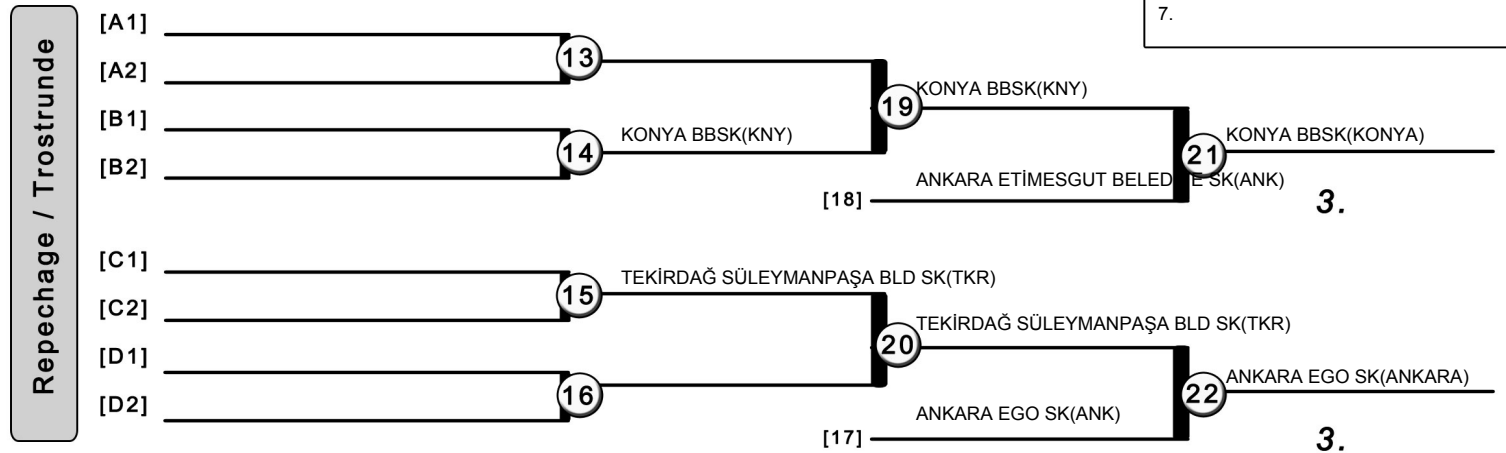 7.
Repechage / Trostrunde
[A1]
13
[A2]
19
KONYA BBSK(KNY)
[B1]
14
KONYA BBSK(KNY)
[B2]
21
KONYA BBSK(KONYA)
[18]
ANKARA ETİMESGUT BELED E SK(ANK)
3.
[C1]
15
TEKİRDAĞ SÜLEYMANPAŞA BLD SK(TKR)
[C2]
20
TEKİRDAĞ SÜLEYMANPAŞA BLD SK(TKR)
[D1]
16
[D2]
22
ANKARA EGO SK(ANKARA)
[17]
ANKARA EGO SK(ANK)
3.